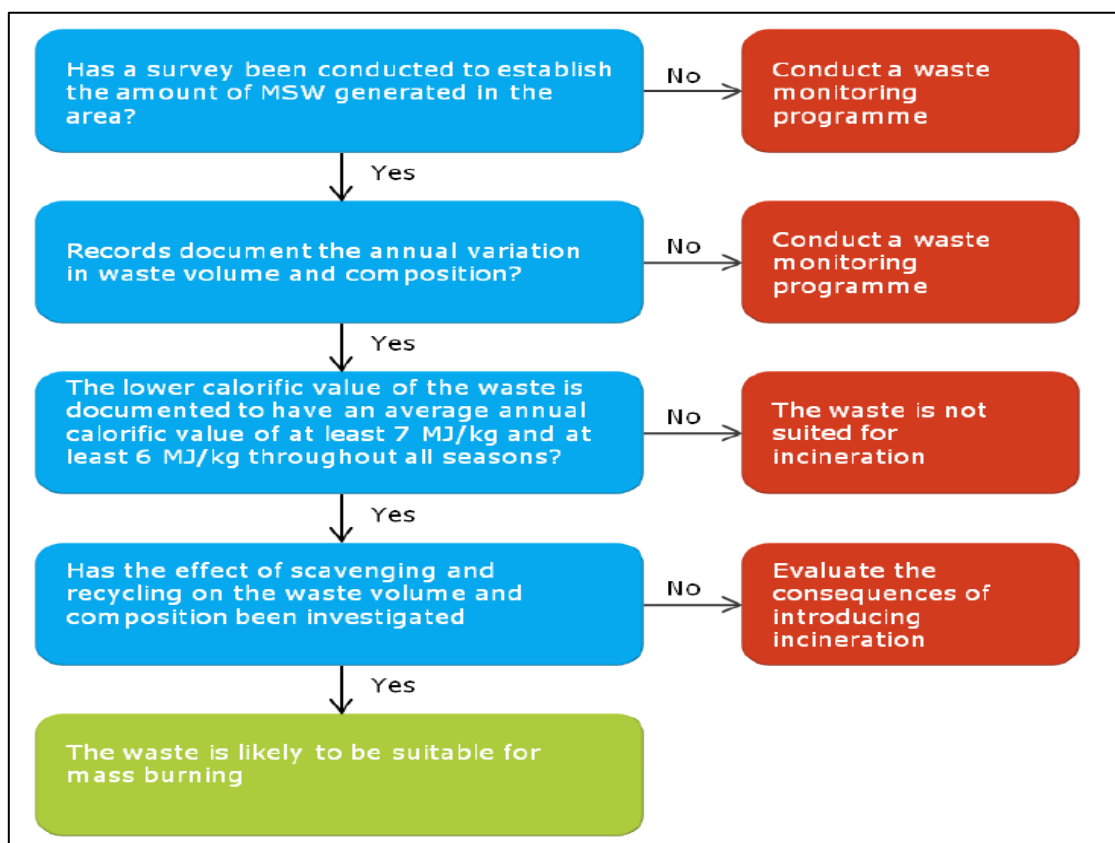 Has a survey been conducted to establish
the amount of MSW generated in the
area?
No
Conduct a waste
monitoring
programme
Yes
Records document the annual variation
in waste volume and composition?
No
Conduct a waste
monitoring
programme
Yes
The lower calorific value of the waste is
documented to have an average annual
calorific value of at least 7 MJ/kg and at
least 6 MJ/kg throughout all seasons?
No
The waste is not
suited for
incineration
Yes
Has the effect of scavenging and
recycling on the waste volume and
composition been investigated
No
Evaluate the
consequences of
introducing
incineration
Yes
The waste is likely to be suitable for
mass burning